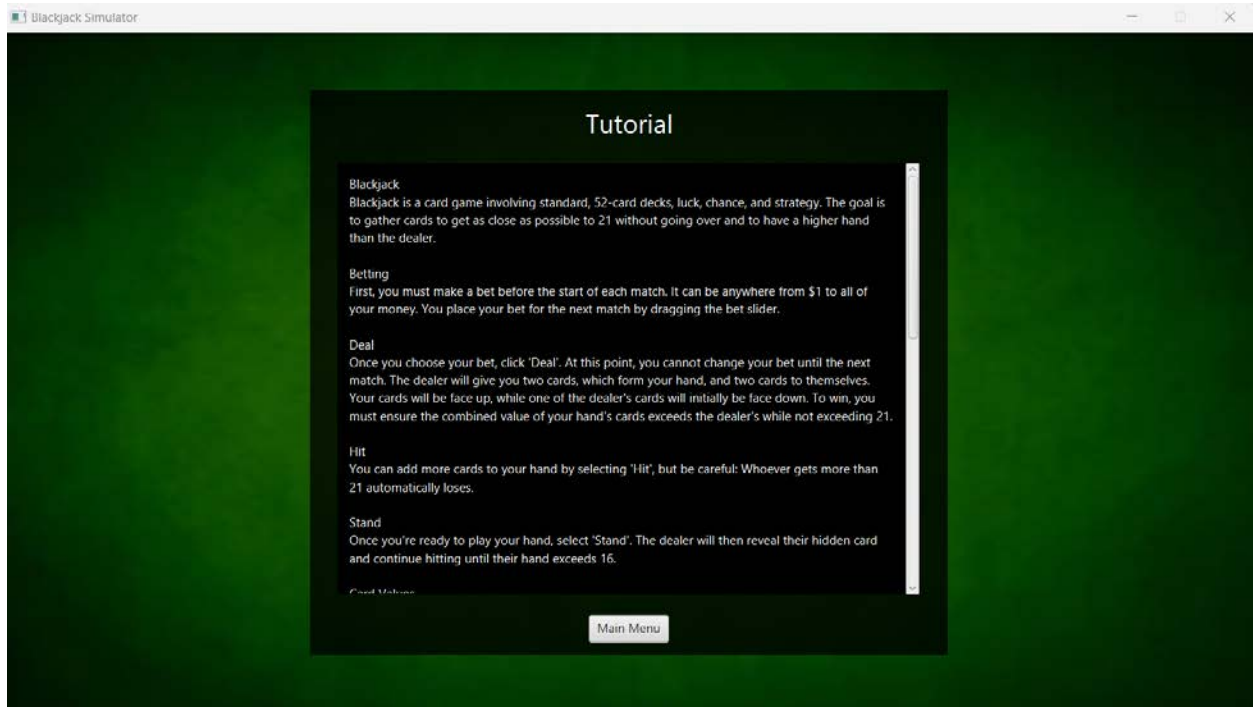 Blackjack Simulator
Tutorial
Blackjack
Blackjack is a card game involving standard, 52-card decks, luck, chance, and strategy. The goal is
to gather cards to get as close as possible to 21 without going over and to have a higher hand
than the dealer.
Betting
First, you must make a bet before the start of each match. It can be anywhere from $1 to all of
your money. You place your bet for the next match by dragging the bet slider.
Deal
Once you choose your bet, click 'Deal'. At this point, you cannot change your bet until the next
match. The dealer will give you two cards, which form your hand, and two cards to themselves.
Your cards will be face up, while one of the dealer's cards will initially be face down. To win, you
must ensure the combined value of your hand's cards exceeds the dealer's while not exceeding 21.
Hit
You can add more cards to your hand by selecting 'Hit', but be careful: Whoever gets more than
21 automatically loses.
Stand
Once you're ready to play your hand, select 'Stand'. The dealer will then reveal their hidden card
and continue hitting until their hand exceeds 16.
Card Values
Main Menu